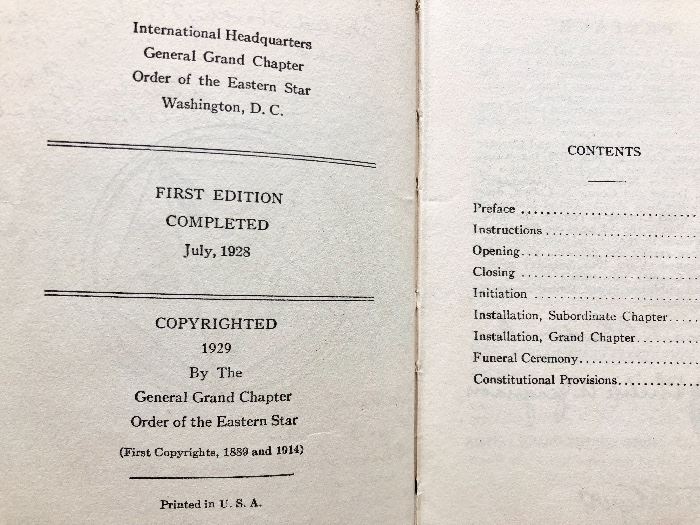 International Headquarters
General Grand Chapter
Order of the Eastern Star
Washington, D. C.
FIRST EDITION
COMPLETED
July, 1928
COPYRIGHTED
1929
By The
General Grand Chapter
Order of the Eastern Star
(First Copyrights, 1889 and 1914)
Printed in U. S. A.
CONTENTS
Preface ......................
Instructions ..................
Opening......................
Closing ......................
Initiation ....................
Installation, Subordinate Chapter.....
Installation, Grand Chapter.........
Funeral Ceremony...............
Constitutional Provisions...........